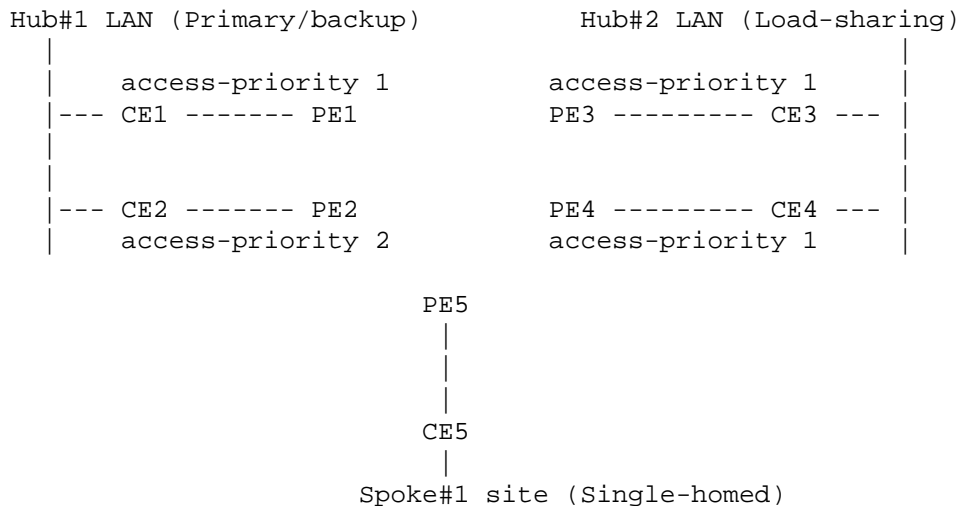 Hub#1 LAN (Primary/backup)          Hub#2 LAN (Load-sharing)
  |                                                     |
  |    access-priority 1          access-priority 1     |
  |--- CE1 ------- PE1            PE3 --------- CE3 --- |
  |                                                     |
  |                                                     |
  |--- CE2 ------- PE2            PE4 --------- CE4 --- |
  |    access-priority 2          access-priority 1     |
                          PE5
                           |
                           |
                           |
                          CE5
                           |
                      Spoke#1 site (Single-homed)